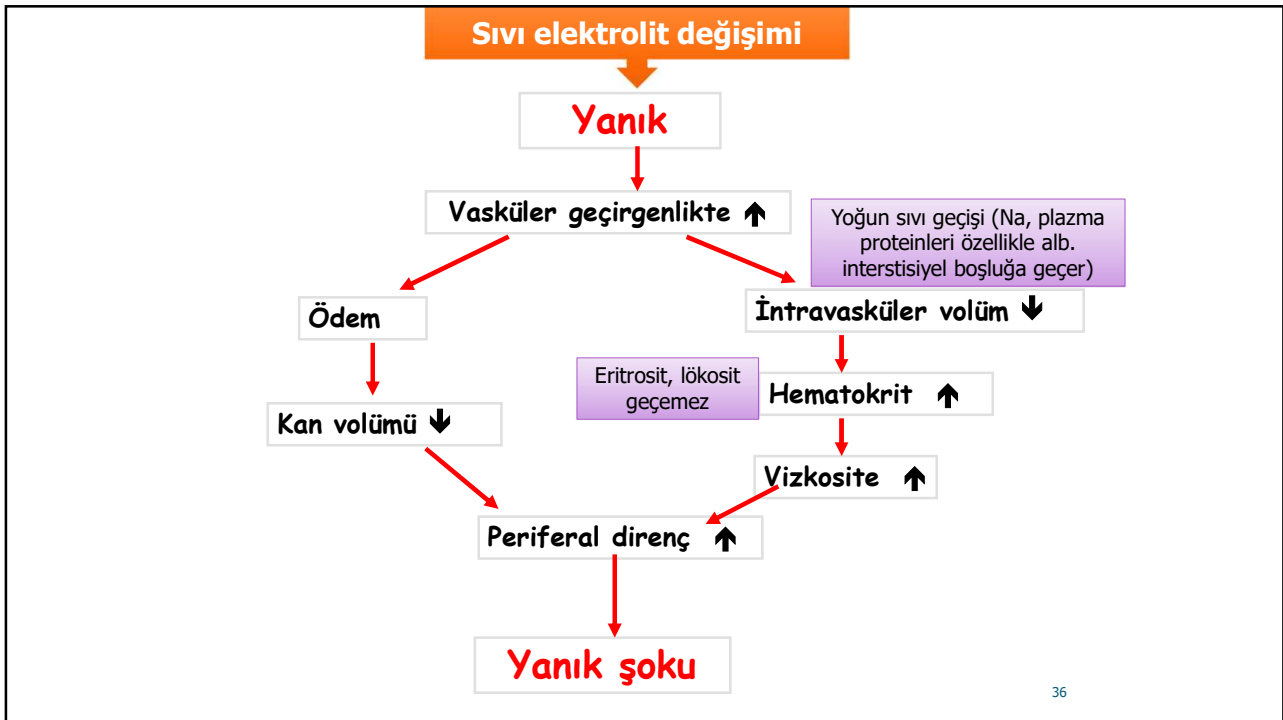 Sıvı elektrolit değişimi
Yanık
Vasküler geçirgenlikte ↑
Yoğun sıvı geçişi (Na, plazma
proteinleri özellikle alb.
interstisiyel boşluğa geçer)
Ödem
İntravasküler volüm ↓
Eritrosit, lökosit
geçemez
Hematokrit ↑
Kan volümü ↓
Vizkosite ↑
Periferal direnç ↑
Yanık şoku
36